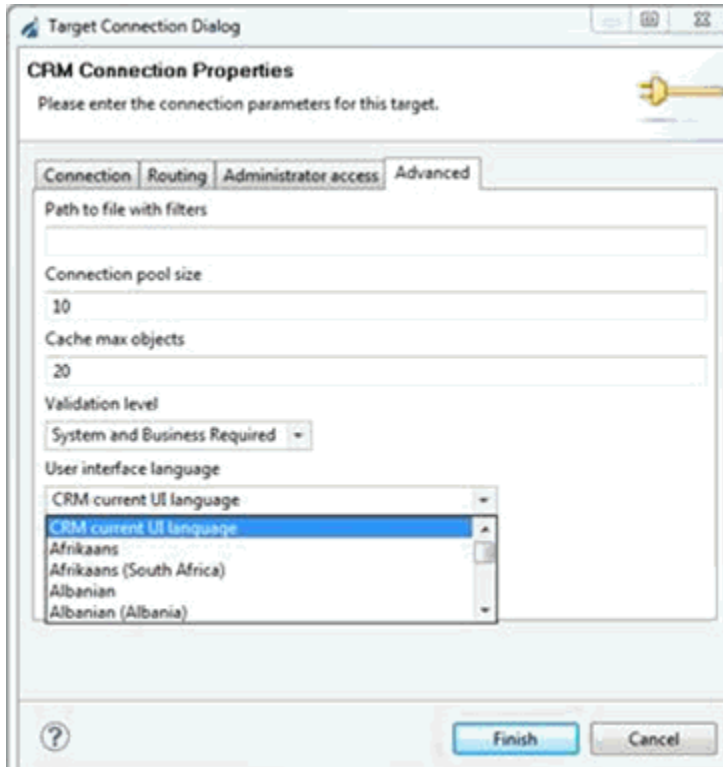 Target Connection Dialog
CRM Connection Properties
Please enter the connection parameters for this target.
Connection Routing Administrator access Advanced
Path to file with filters
Connection pool size
10
Cache max objects
20
Validation level
System and Business Required
User interface language
CRM current UI language
CRM current UI language
Afrikaans
Afrikaans (South Africa)
Albanian
Albanian (Albania)
? Finish Cancel